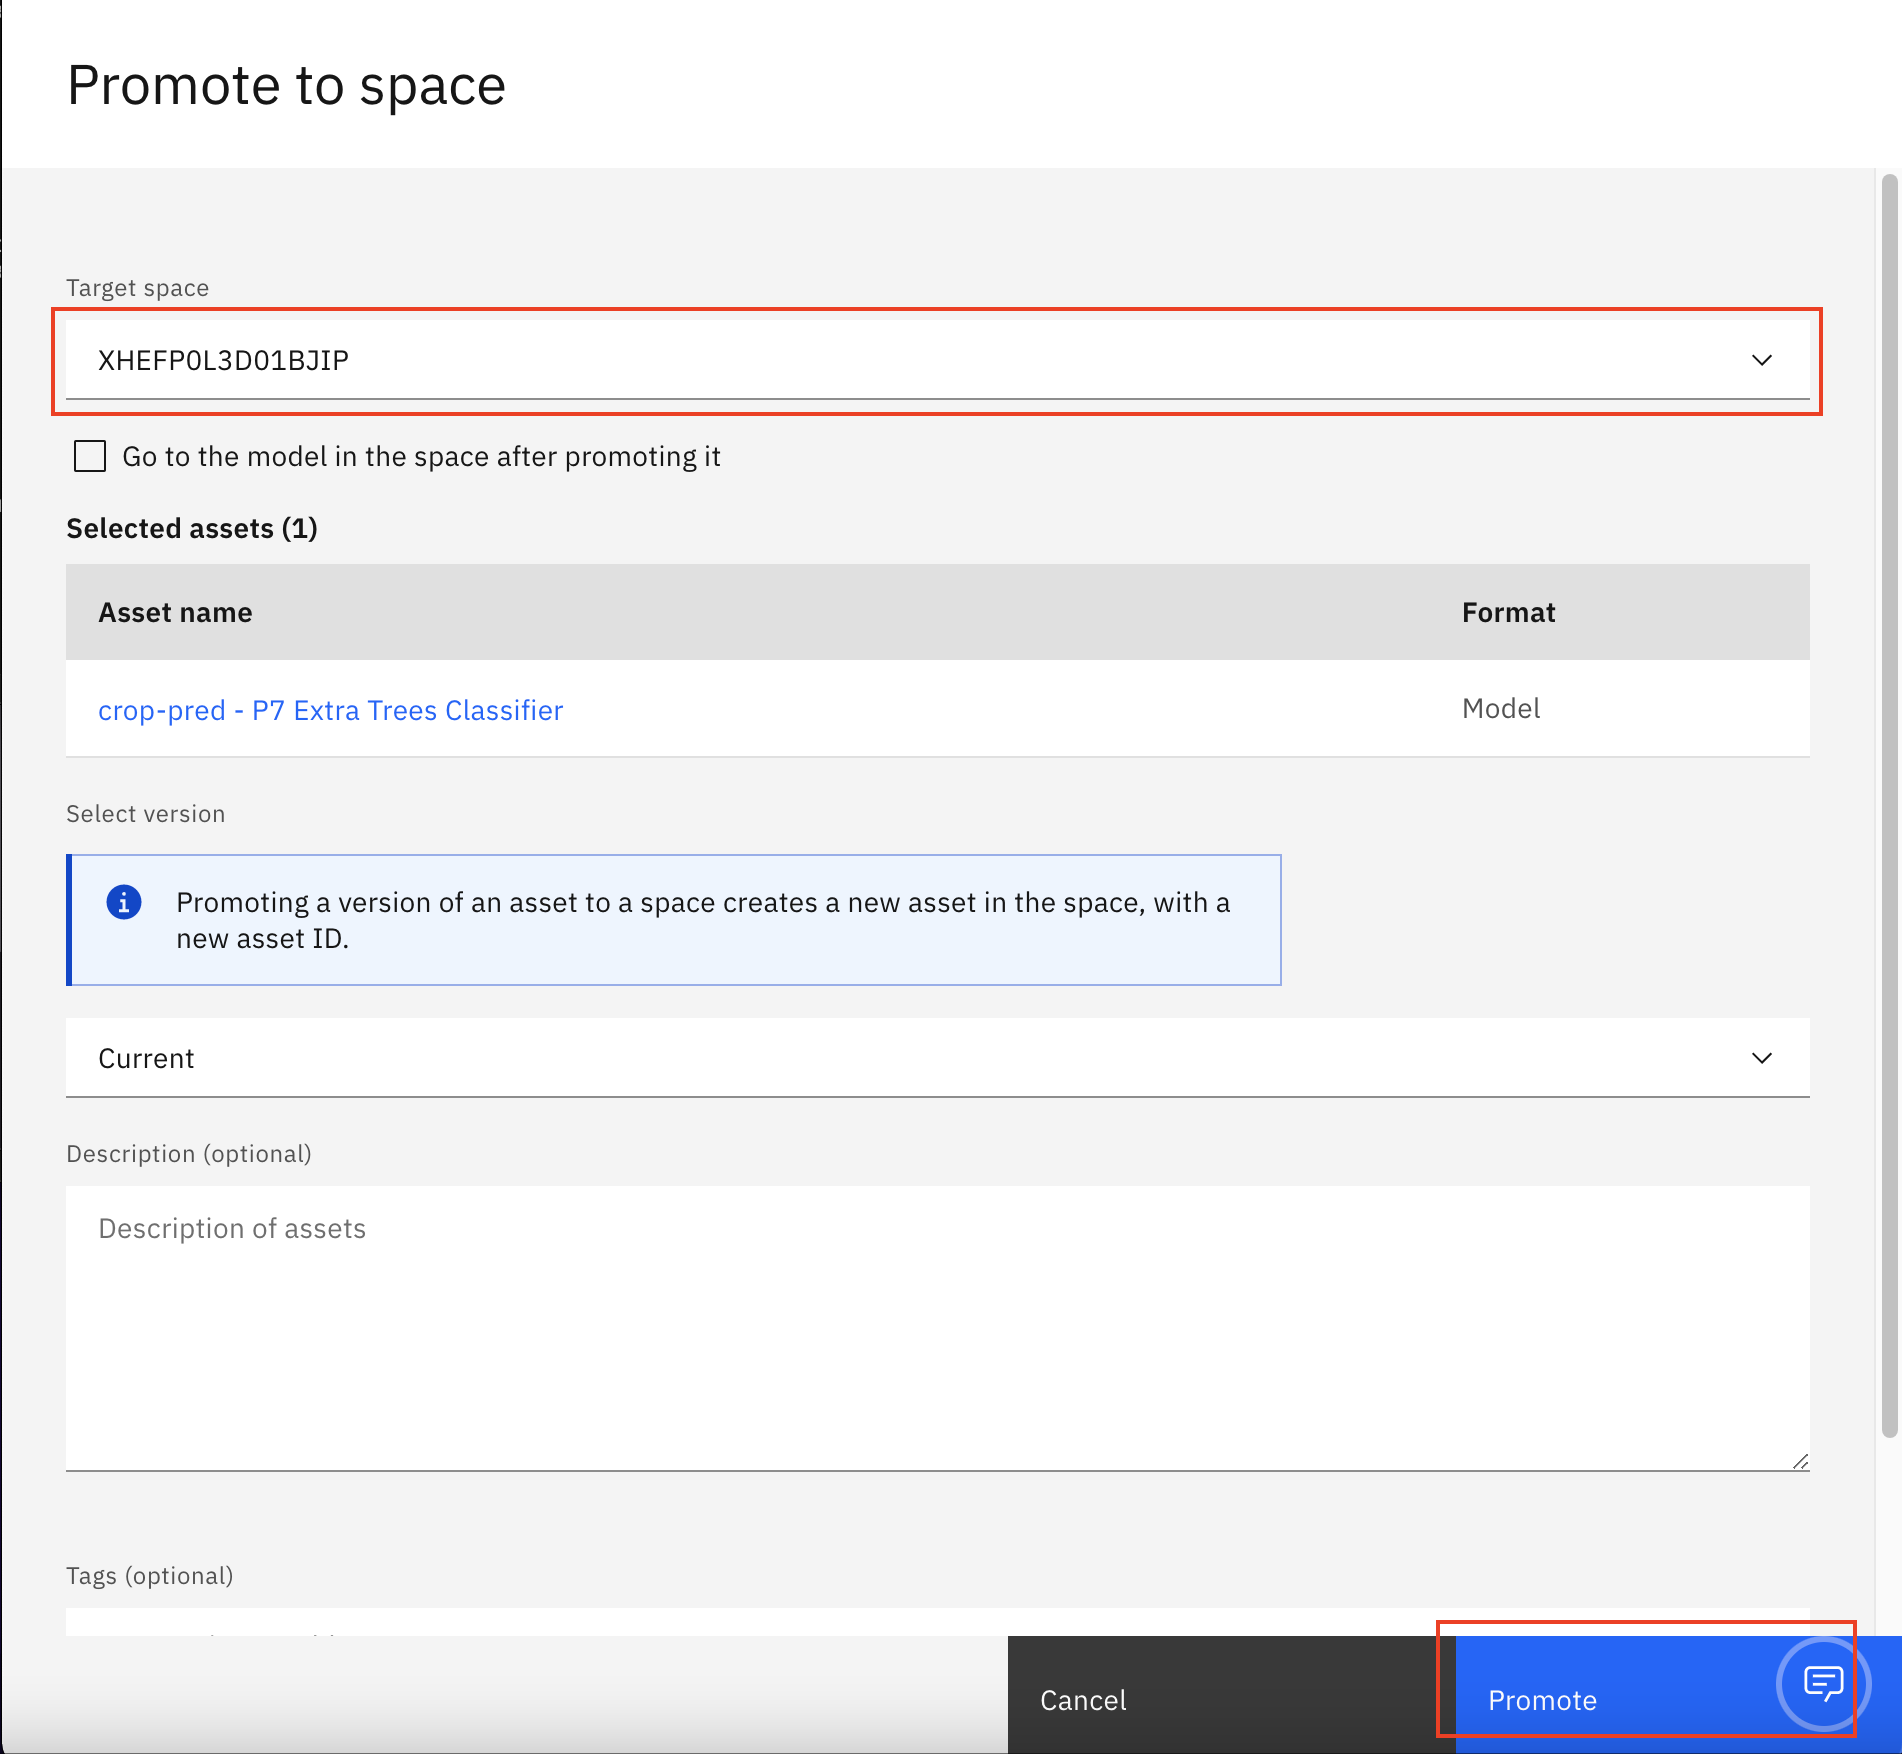 Promote to space
Target space
XHEFP0L3D01BJIP
Go to the model in the space after promoting it
Selected assets (1)
Asset name Format
crop-pred - P7 Extra Trees Classifier Model
Select version
Promoting a version of an asset to a space creates a new asset in the space, with a
new asset ID.
Current
Description (optional)
Description of assets
Tags (optional)
Cancel Promote